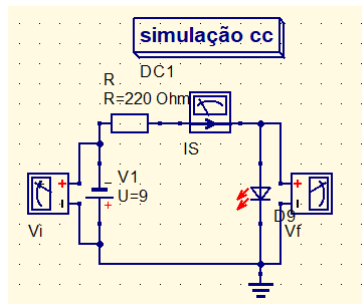 simulação cc
DC1
R
R=220 Ohm
IS
V1
U=9
Vi
D9
Vf